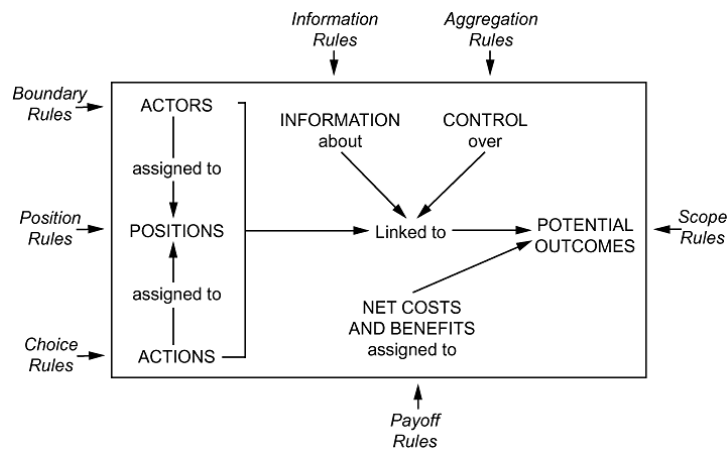 Information
Rules
Aggregation
Rules
Boundary
Rules
ACTORS
INFORMATION
about
CONTROL
over
assigned to
Position
Rules
POSITIONS
Linked to
POTENTIAL
OUTCOMES
Scope
Rules
assigned to
NET COSTS
AND BENEFITS
assigned to
Choice
Rules
ACTIONS
Payoff
Rules